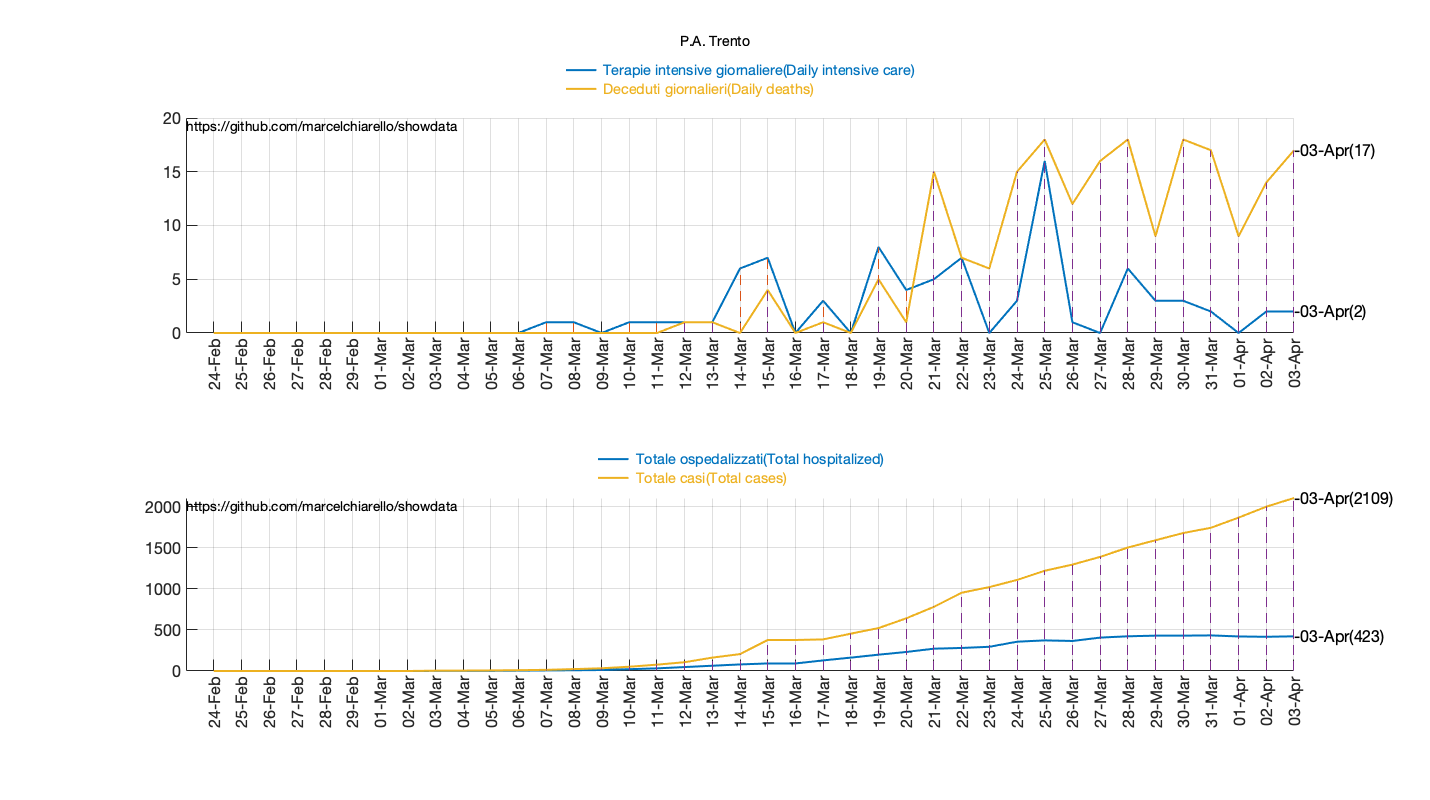 P.A. Trento
Terapie intensive giornaliere(Daily intensive care)
Deceduti giornalieri(Daily deaths)
https://github.com/marcelchiarello/showdata
20
15
10
5
0
-03-Apr(17)
-03-Apr(2)
24-Feb
25-Feb
26-Feb
27-Feb
28-Feb
29-Feb
01-Mar
02-Mar
03-Mar
04-Mar
05-Mar
06-Mar
07-Mar
08-Mar
09-Mar
10-Mar
11-Mar
12-Mar
13-Mar
14-Mar
15-Mar
16-Mar
17-Mar
18-Mar
19-Mar
20-Mar
21-Mar
22-Mar
23-Mar
24-Mar
25-Mar
26-Mar
27-Mar
28-Mar
29-Mar
30-Mar
31-Mar
01-Apr
02-Apr
03-Apr
Totale ospedalizzati(Total hospitalized)
Totale casi(Total cases)
https://github.com/marcelchiarello/showdata
2000
1500
1000
500
0
-03-Apr(2109)
-03-Apr(423)
24-Feb
25-Feb
26-Feb
27-Feb
28-Feb
29-Feb
01-Mar
02-Mar
03-Mar
04-Mar
05-Mar
06-Mar
07-Mar
08-Mar
09-Mar
10-Mar
11-Mar
12-Mar
13-Mar
14-Mar
15-Mar
16-Mar
17-Mar
18-Mar
19-Mar
20-Mar
21-Mar
22-Mar
23-Mar
24-Mar
25-Mar
26-Mar
27-Mar
28-Mar
29-Mar
30-Mar
31-Mar
01-Apr
02-Apr
03-Apr